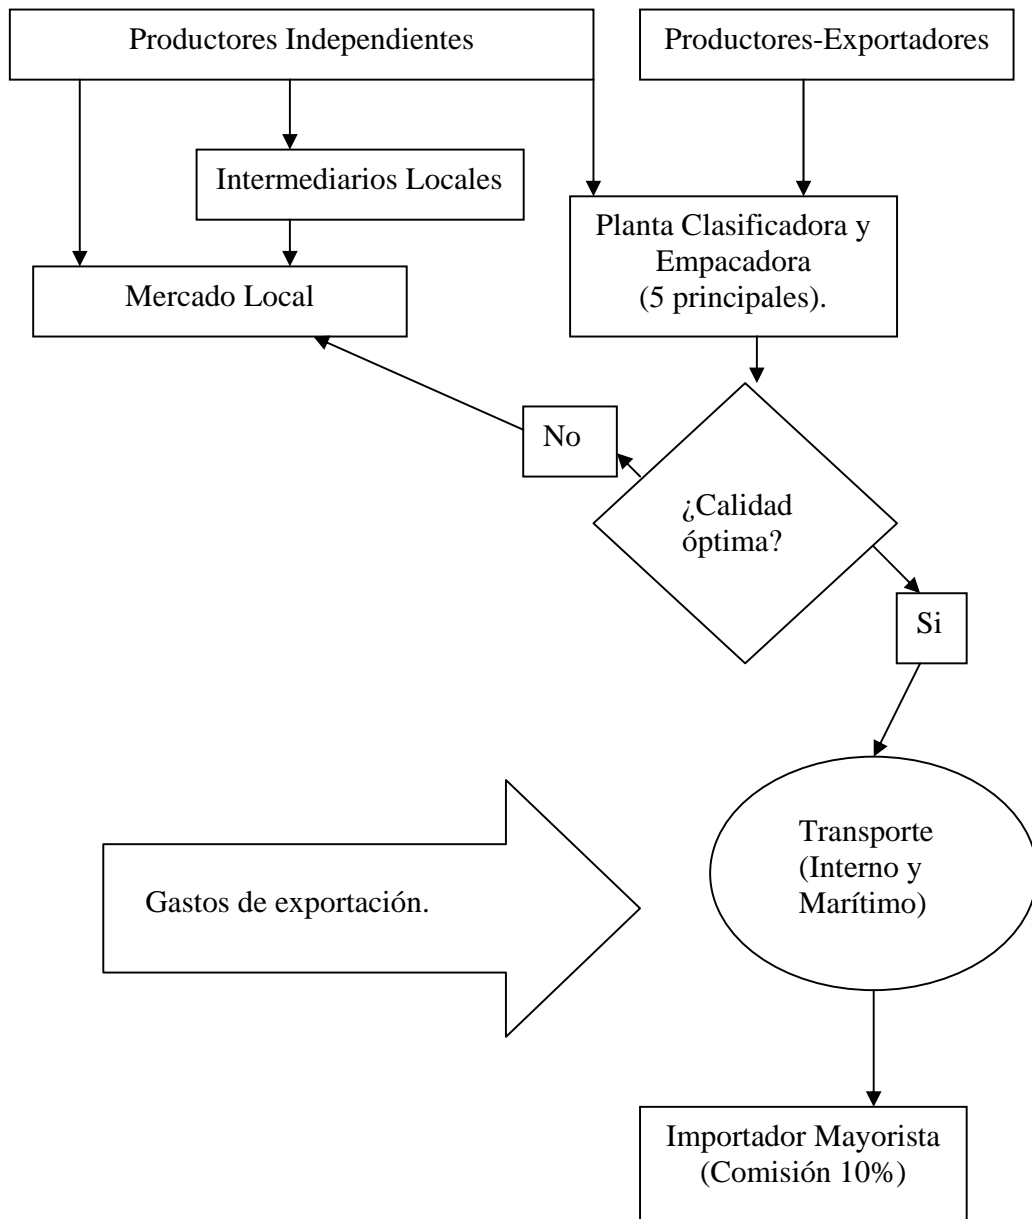 Productores Independientes
Productores-Exportadores
Intermediarios Locales
Planta Clasificadora y
Empacadora
(5 principales).
Mercado Local
No
¿Calidad
óptima?
Si
Transporte
(Interno y
Marítimo)
Gastos de exportación.
Importador Mayorista
(Comisión 10%)